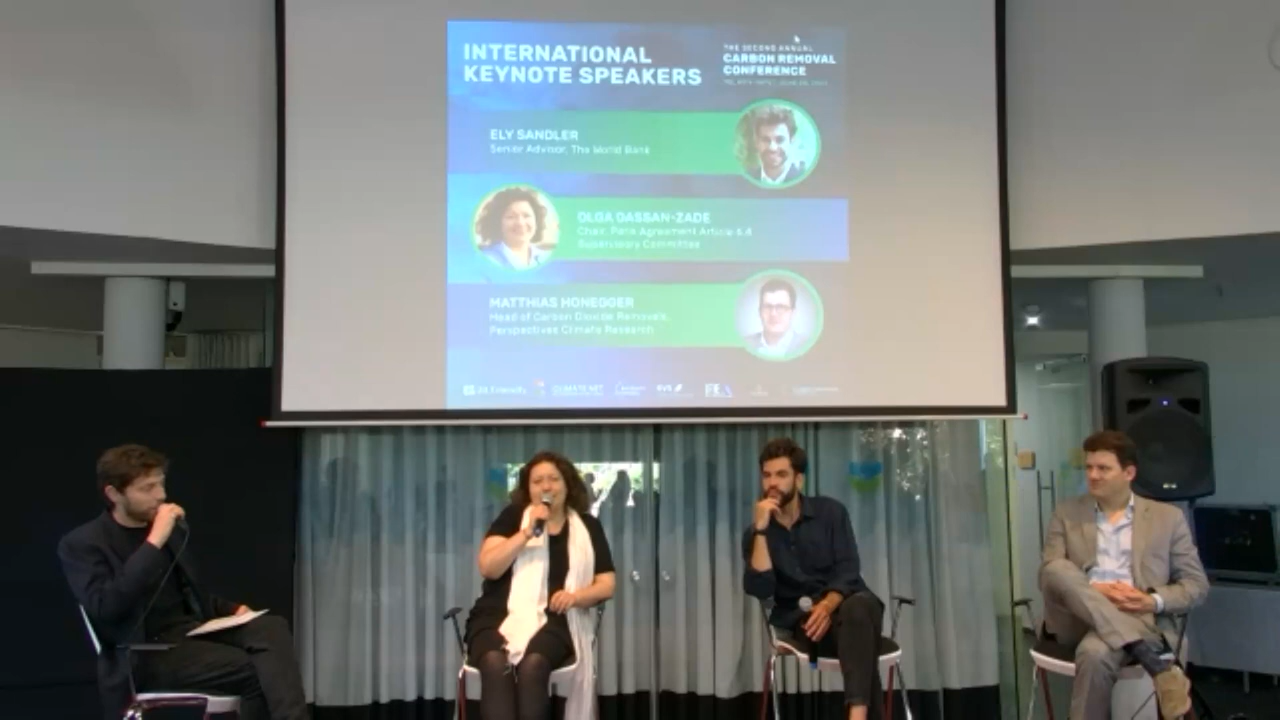 INTERNATIONAL
KEYNOTE SPEAKERS
THE SECOND ANNUAL
CARBON REMOVAL
CONFERENCE
ELY SANDLER
Senior Advisor, The World Bank
OLGA GASSAN-ZADE
Chair, Paris Agreement Article 6.4
Supervisory Committee
MATTHIAS HONEGGER
Head of Carbon Dioxide Removals,
Perspectives Climate Research